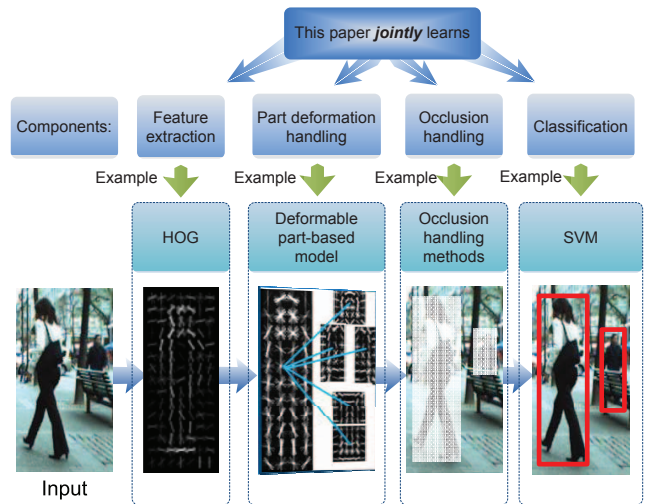 This paper jointly learns
Components:
Feature
extraction
Part deformation
handling
Occlusion
handling
Classification
Example
Example
Example
Example
HOG
Deformable
part-based
model
Occlusion
handling
methods
SVM
Input